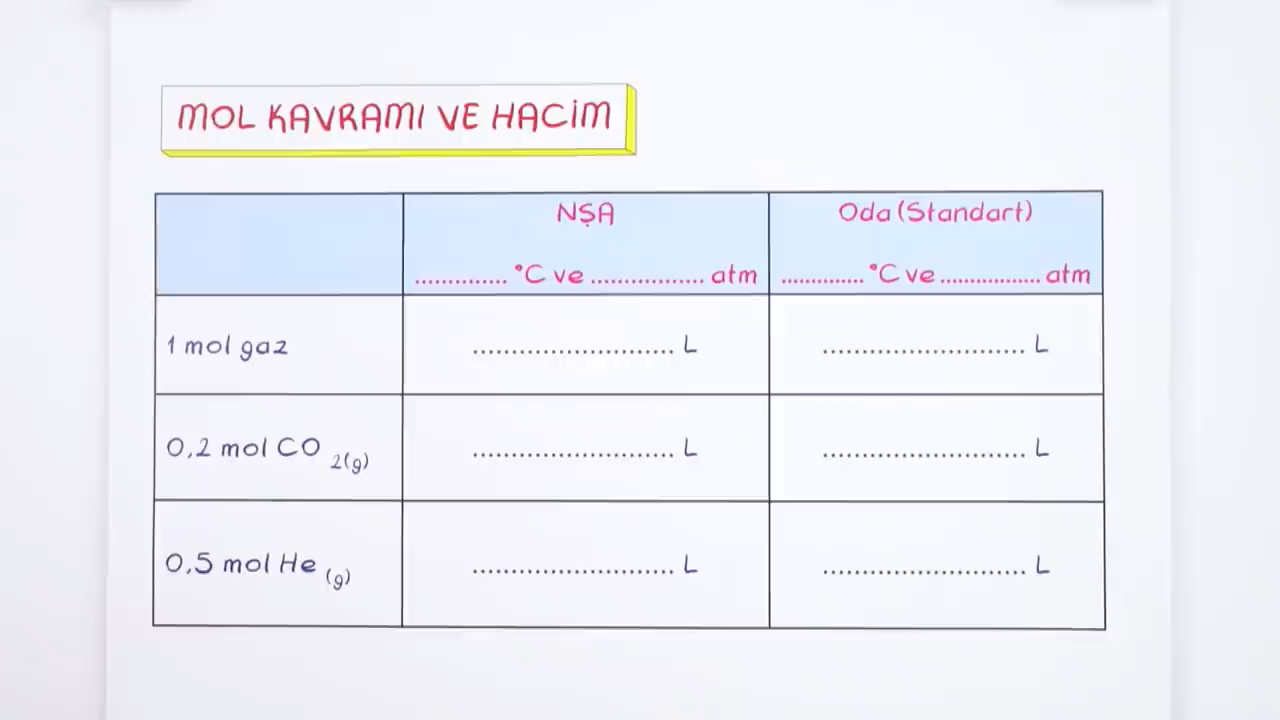 MOL KAVRAMI VE HACİM
NŞA
Oda (Standart)
.............. °C ve ................. atm
............. °C ve ................ atm
1 mol gaz
.......................... L
.......................... L
0,2 mol CO 2(g)
.......................... L
.......................... L
0,5 mol He (g)
.......................... L
.......................... L